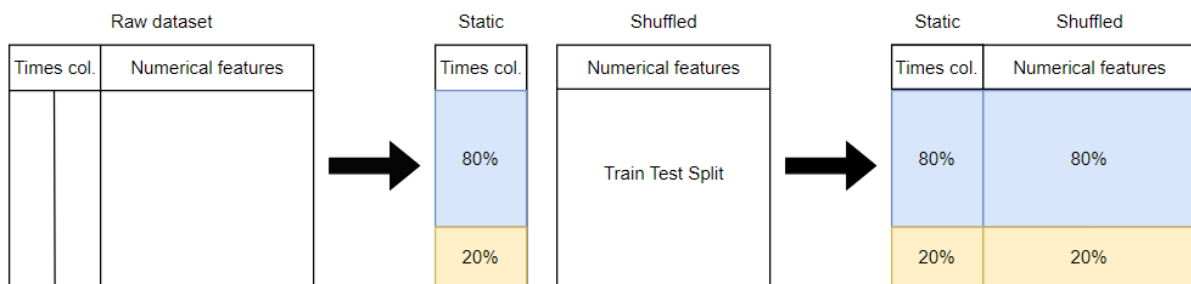 Raw dataset
Times col. Numerical features
Static Shuffled
Times col. Numerical features
80%
Train Test Split
20%
Static Shuffled
Times col. Numerical features
80% 80%
20% 20%